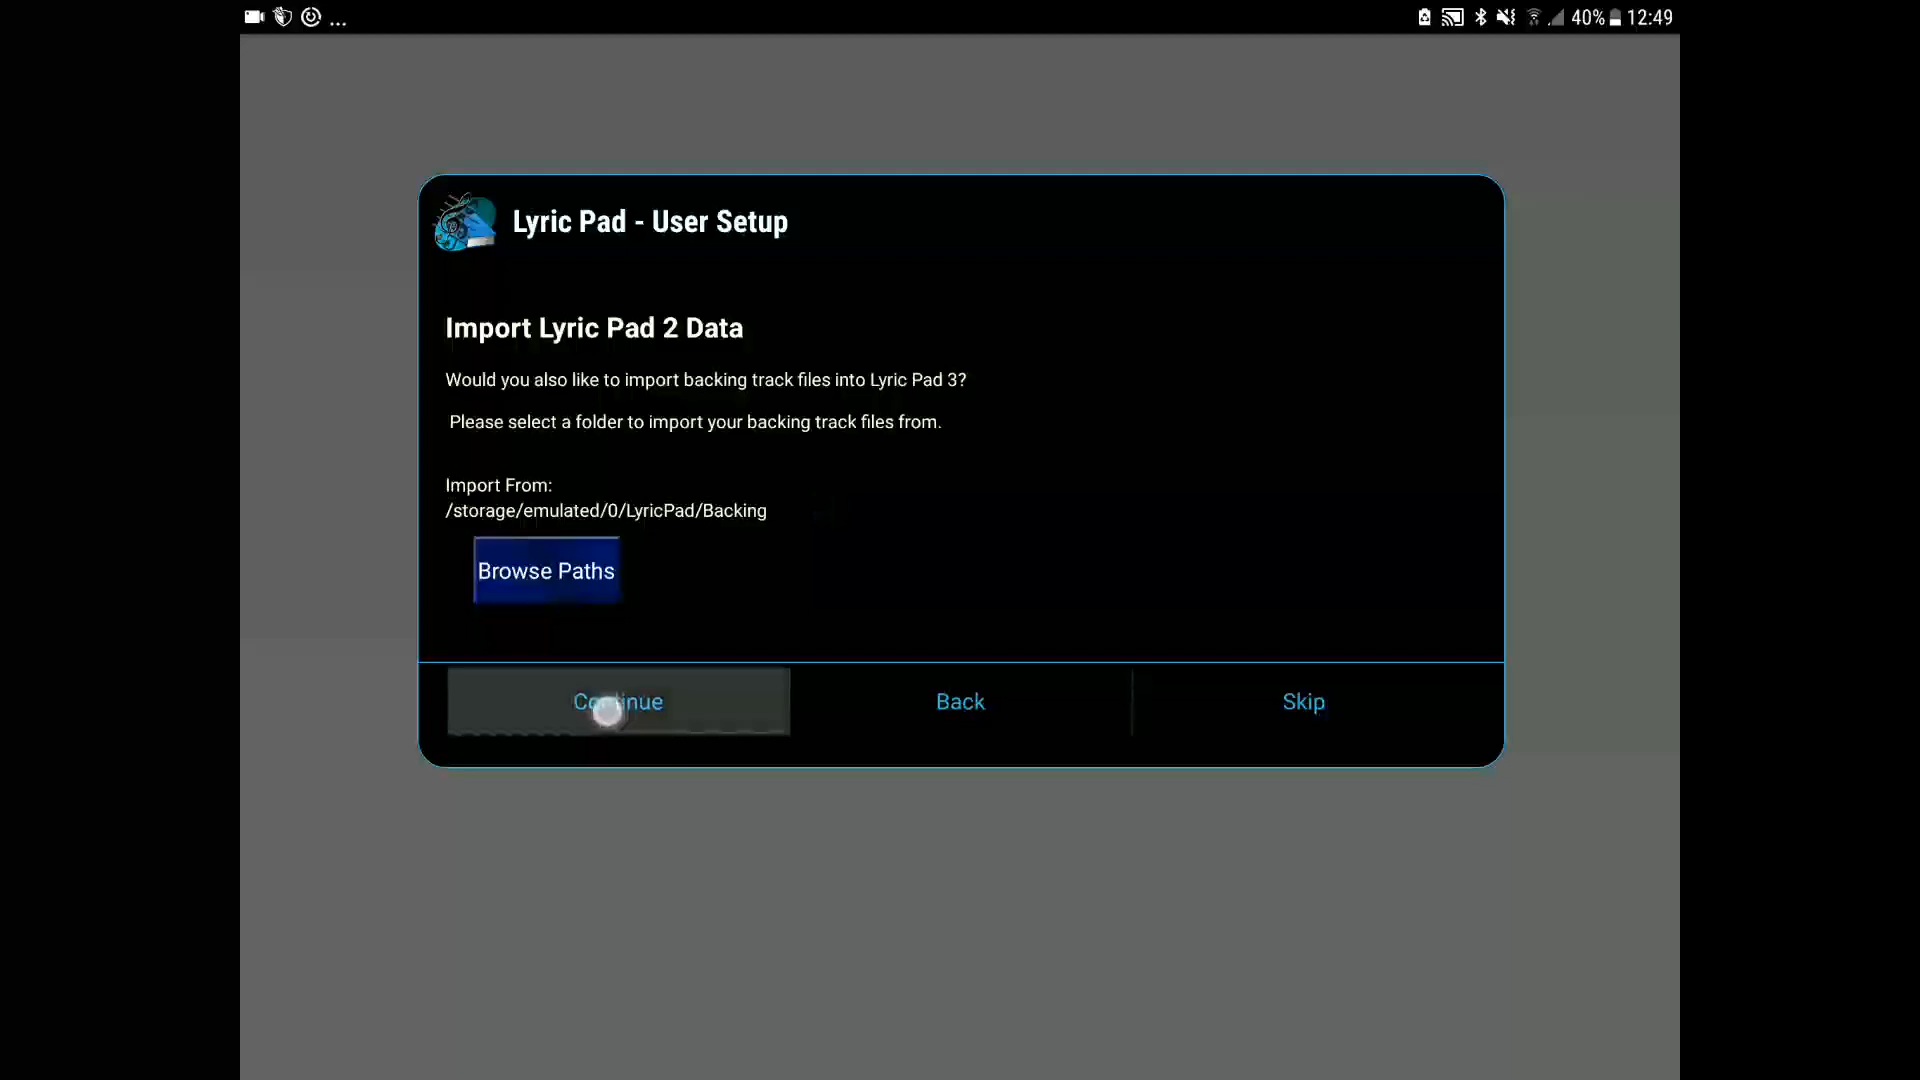 ...
40% 12:49
Lyric Pad - User Setup
Import Lyric Pad 2 Data
Would you also like to import backing track files into Lyric Pad 3?
Please select a folder to import your backing track files from.
Import From:
/storage/emulated/0/LyricPad/Backing
Browse Paths
Continue Back Skip